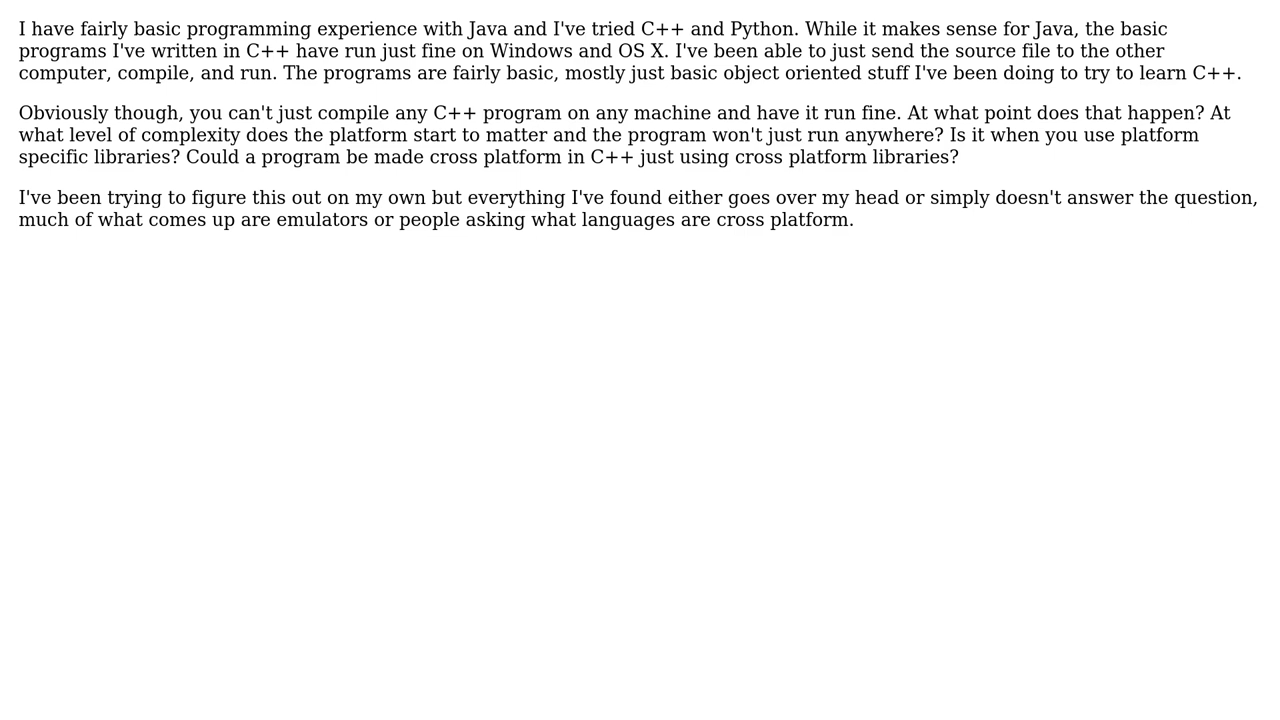 I have fairly basic programming experience with Java and I've tried C++ and Python. While it makes sense for Java, the basic
programs I've written in C++ have run just fine on Windows and OS X. I've been able to just send the source file to the other
computer, compile, and run. The programs are fairly basic, mostly just basic object oriented stuff I've been doing to try to learn C++.
Obviously though, you can't just compile any C++ program on any machine and have it run fine. At what point does that happen? At
what level of complexity does the platform start to matter and the program won't just run anywhere? Is it when you use platform
specific libraries? Could a program be made cross platform in C++ just using cross platform libraries?
I've been trying to figure this out on my own but everything I've found either goes over my head or simply doesn't answer the question,
much of what comes up are emulators or people asking what languages are cross platform.